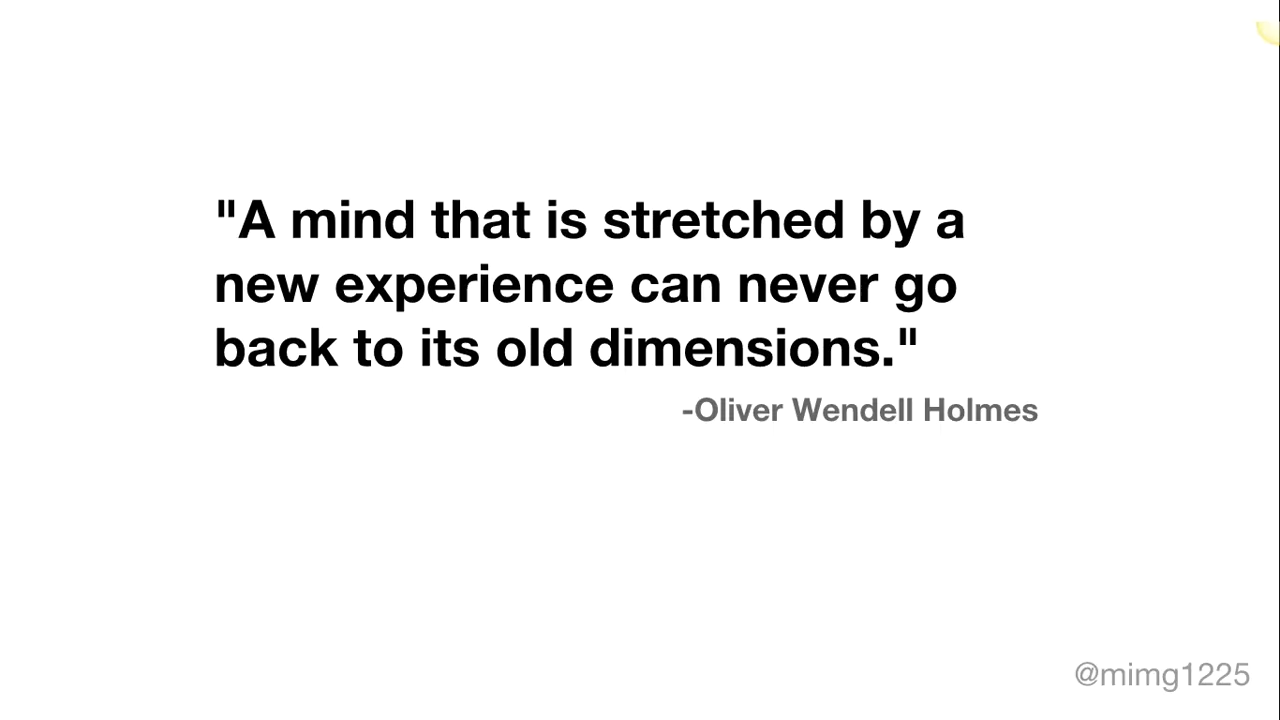 "A mind that is stretched by a
new experience can never go
back to its old dimensions."
-Oliver Wendell Holmes
@mimg1225